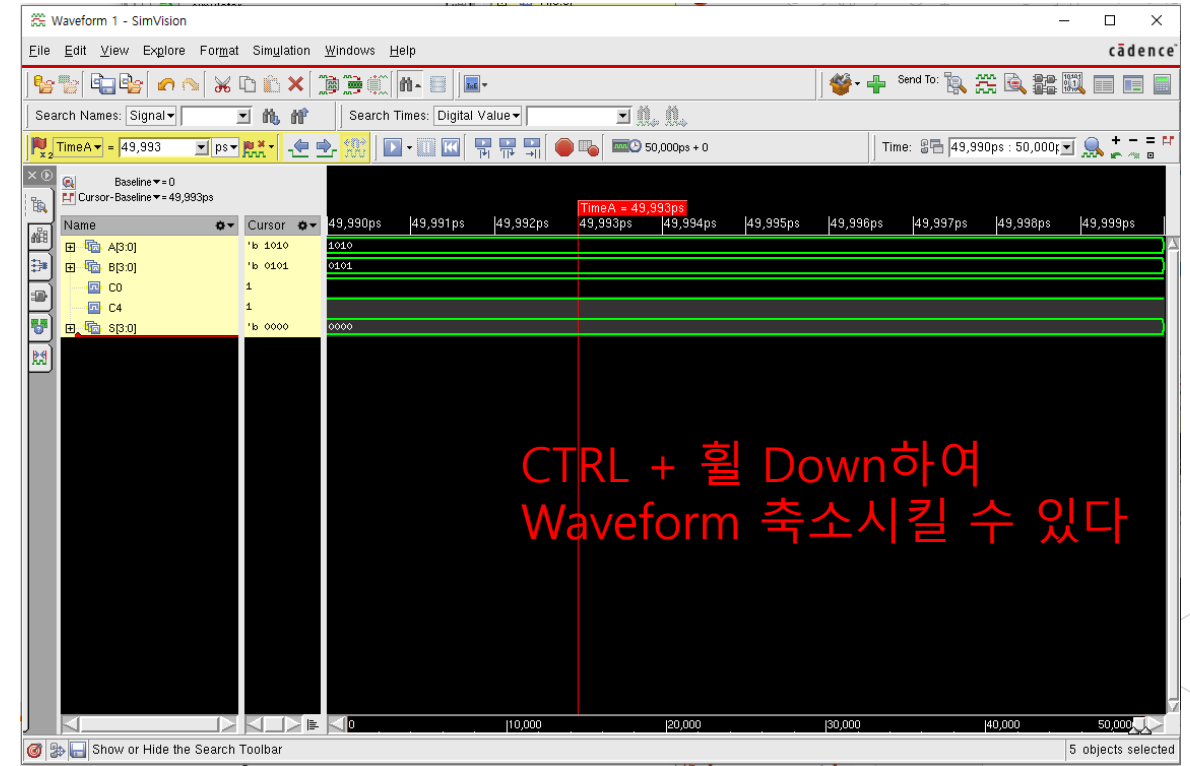 Waveform 1 - SimVision
File Edit View Explore Format Simulation Windows Help
cādence
Send To:
Search Names: Signal
Search Times: Digital Value
TimeA = 49,993 ps
50,000ps + 0
Time: 49,990ps : 50,000p
Baseline = 0
Cursor-Baseline = 49,993ps
TimeA = 49,993ps
Name Cursor
49,990ps 49,991ps 49,992ps 49,993ps 49,994ps 49,995ps 49,996ps 49,997ps 49,998ps 49,999ps
A[3:0] 'b 1010 1010
B[3:0] 'b 0101 0101
C0 1
C4 1
S[3:0] 'b 0000 0000
CTRL + 휠 Down하여
Waveform 축소시킬 수 있다
0 10,000 20,000 30,000 40,000 50,000
Show or Hide the Search Toolbar
5 objects selected